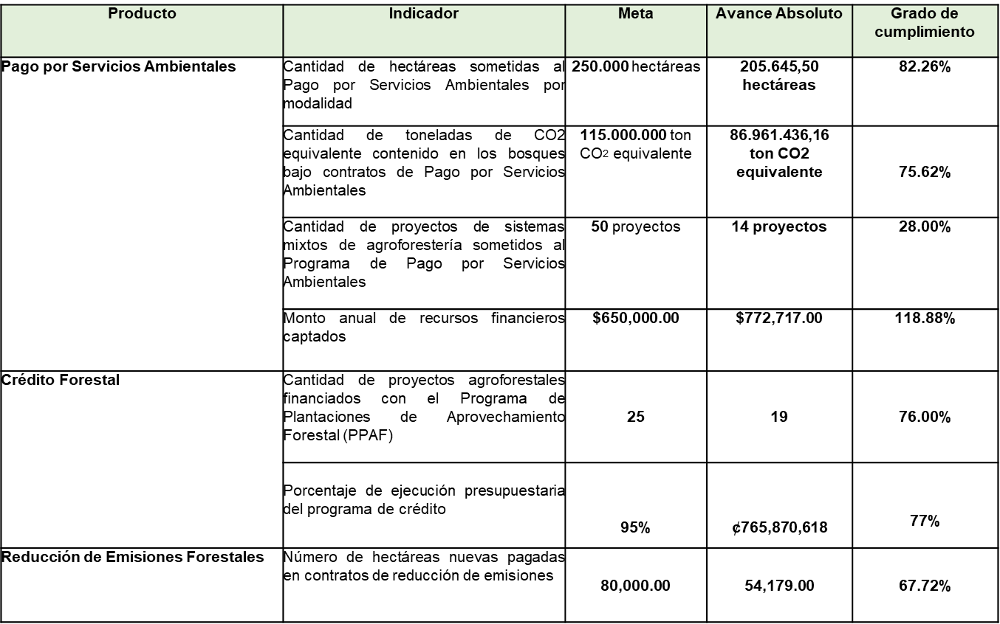 Producto Indicador Meta Avance Absoluto Grado de
cumplimiento
Pago por Servicios Ambientales
Cantidad de hectáreas sometidas al
Pago por Servicios Ambientales por
modalidad
250.000 hectáreas
205.645,50
hectáreas
82.26%
Cantidad de toneladas de CO2
equivalente contenido en los bosques
bajo contratos de Pago por Servicios
Ambientales
115.000.000 ton
CO2 equivalente
86.961.436,16
ton CO2
equivalente
75.62%
Cantidad de proyectos de sistemas
mixtos de agroforestería sometidos al
Programa de Pago por Servicios
Ambientales
50 proyectos
14 proyectos
28.00%
Monto anual de recursos financieros
captados
$650,000.00
$772,717.00
118.88%
Crédito Forestal
Cantidad de proyectos agroforestales
financiados con el Programa de
Plantaciones de Aprovechamiento
Forestal (PPAF)
25
19
76.00%
Porcentaje de ejecución presupuestaria
del programa de crédito
95%
¢765,870,618
77%
Reducción de Emisiones Forestales
Número de hectáreas nuevas pagadas
en contratos de reducción de emisiones
80,000.00
54,179.00
67.72%